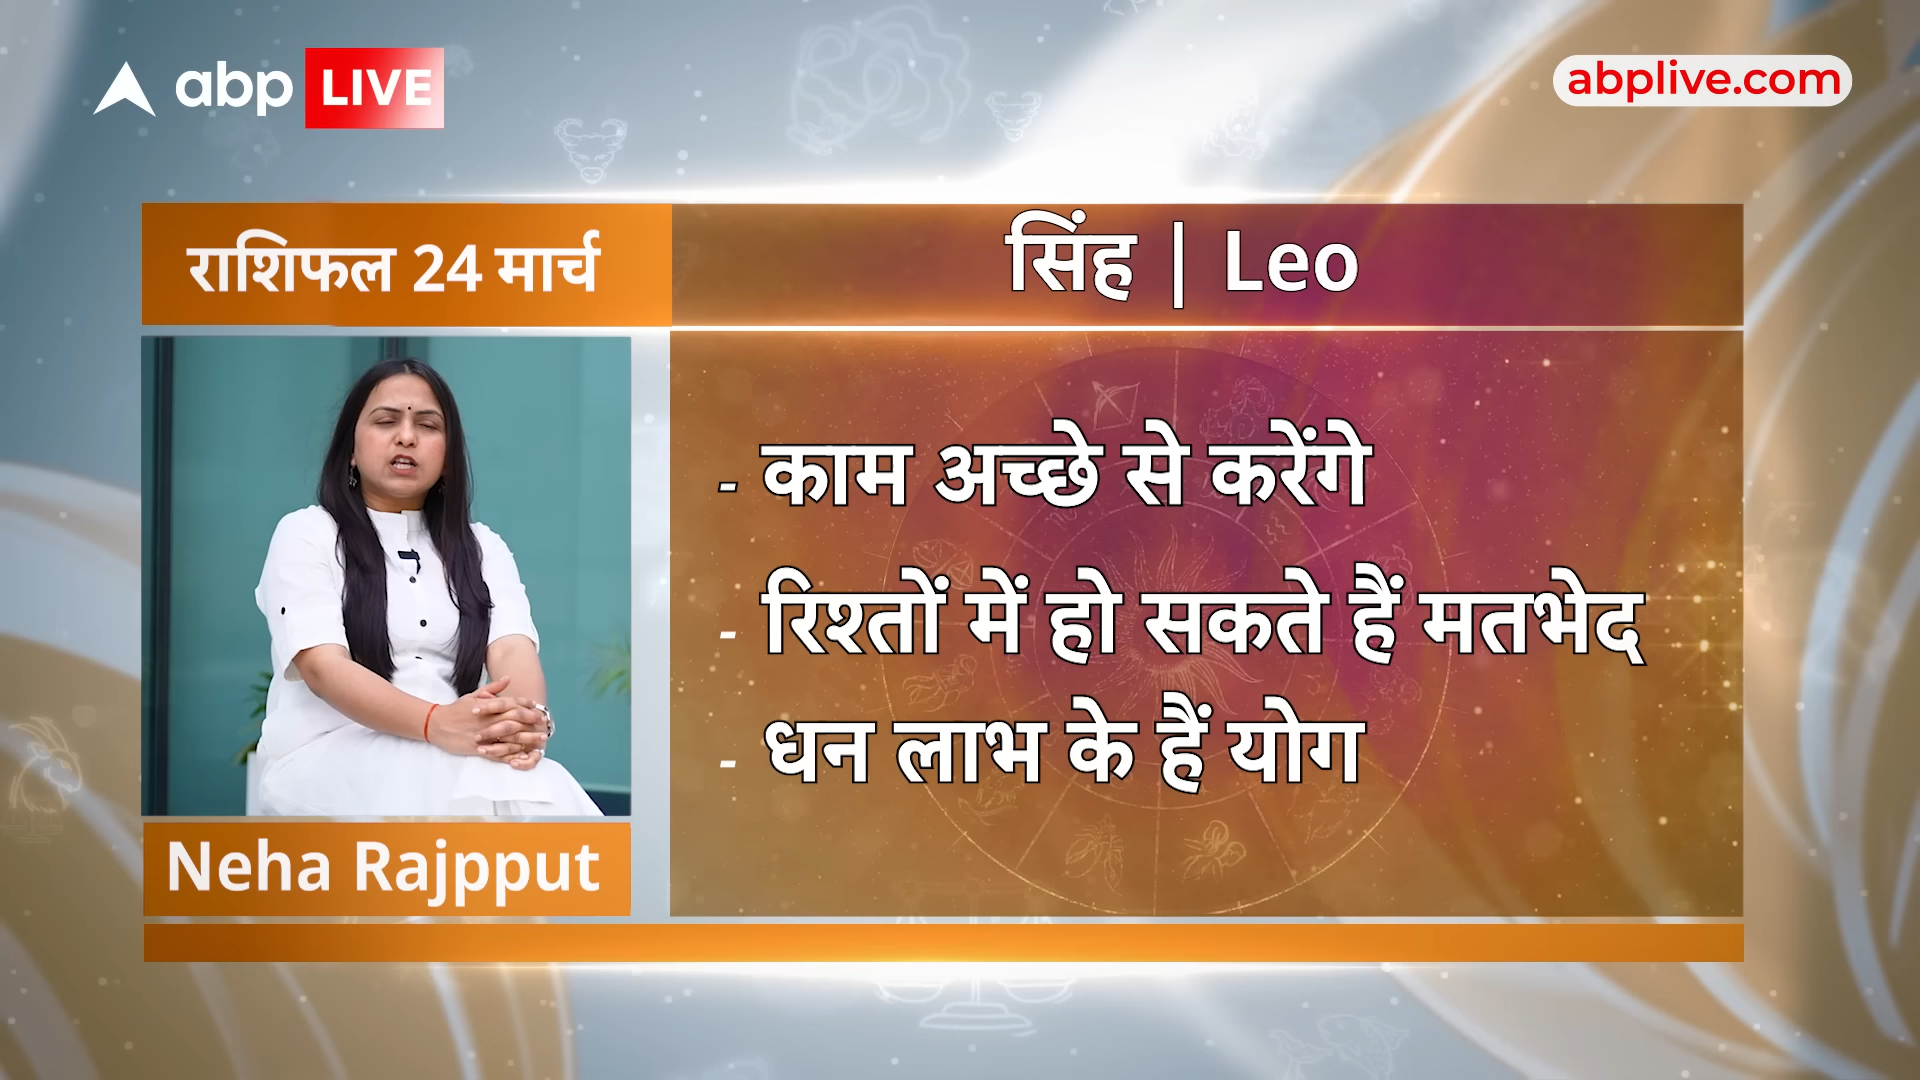 abp LIVE
abplive.com
राशिफल 24 मार्च
सिंह | Leo
- काम अच्छे से करेंगे
- रिश्तों में हो सकते हैं मतभेद
- धन लाभ के हैं योग
Neha Rajpput